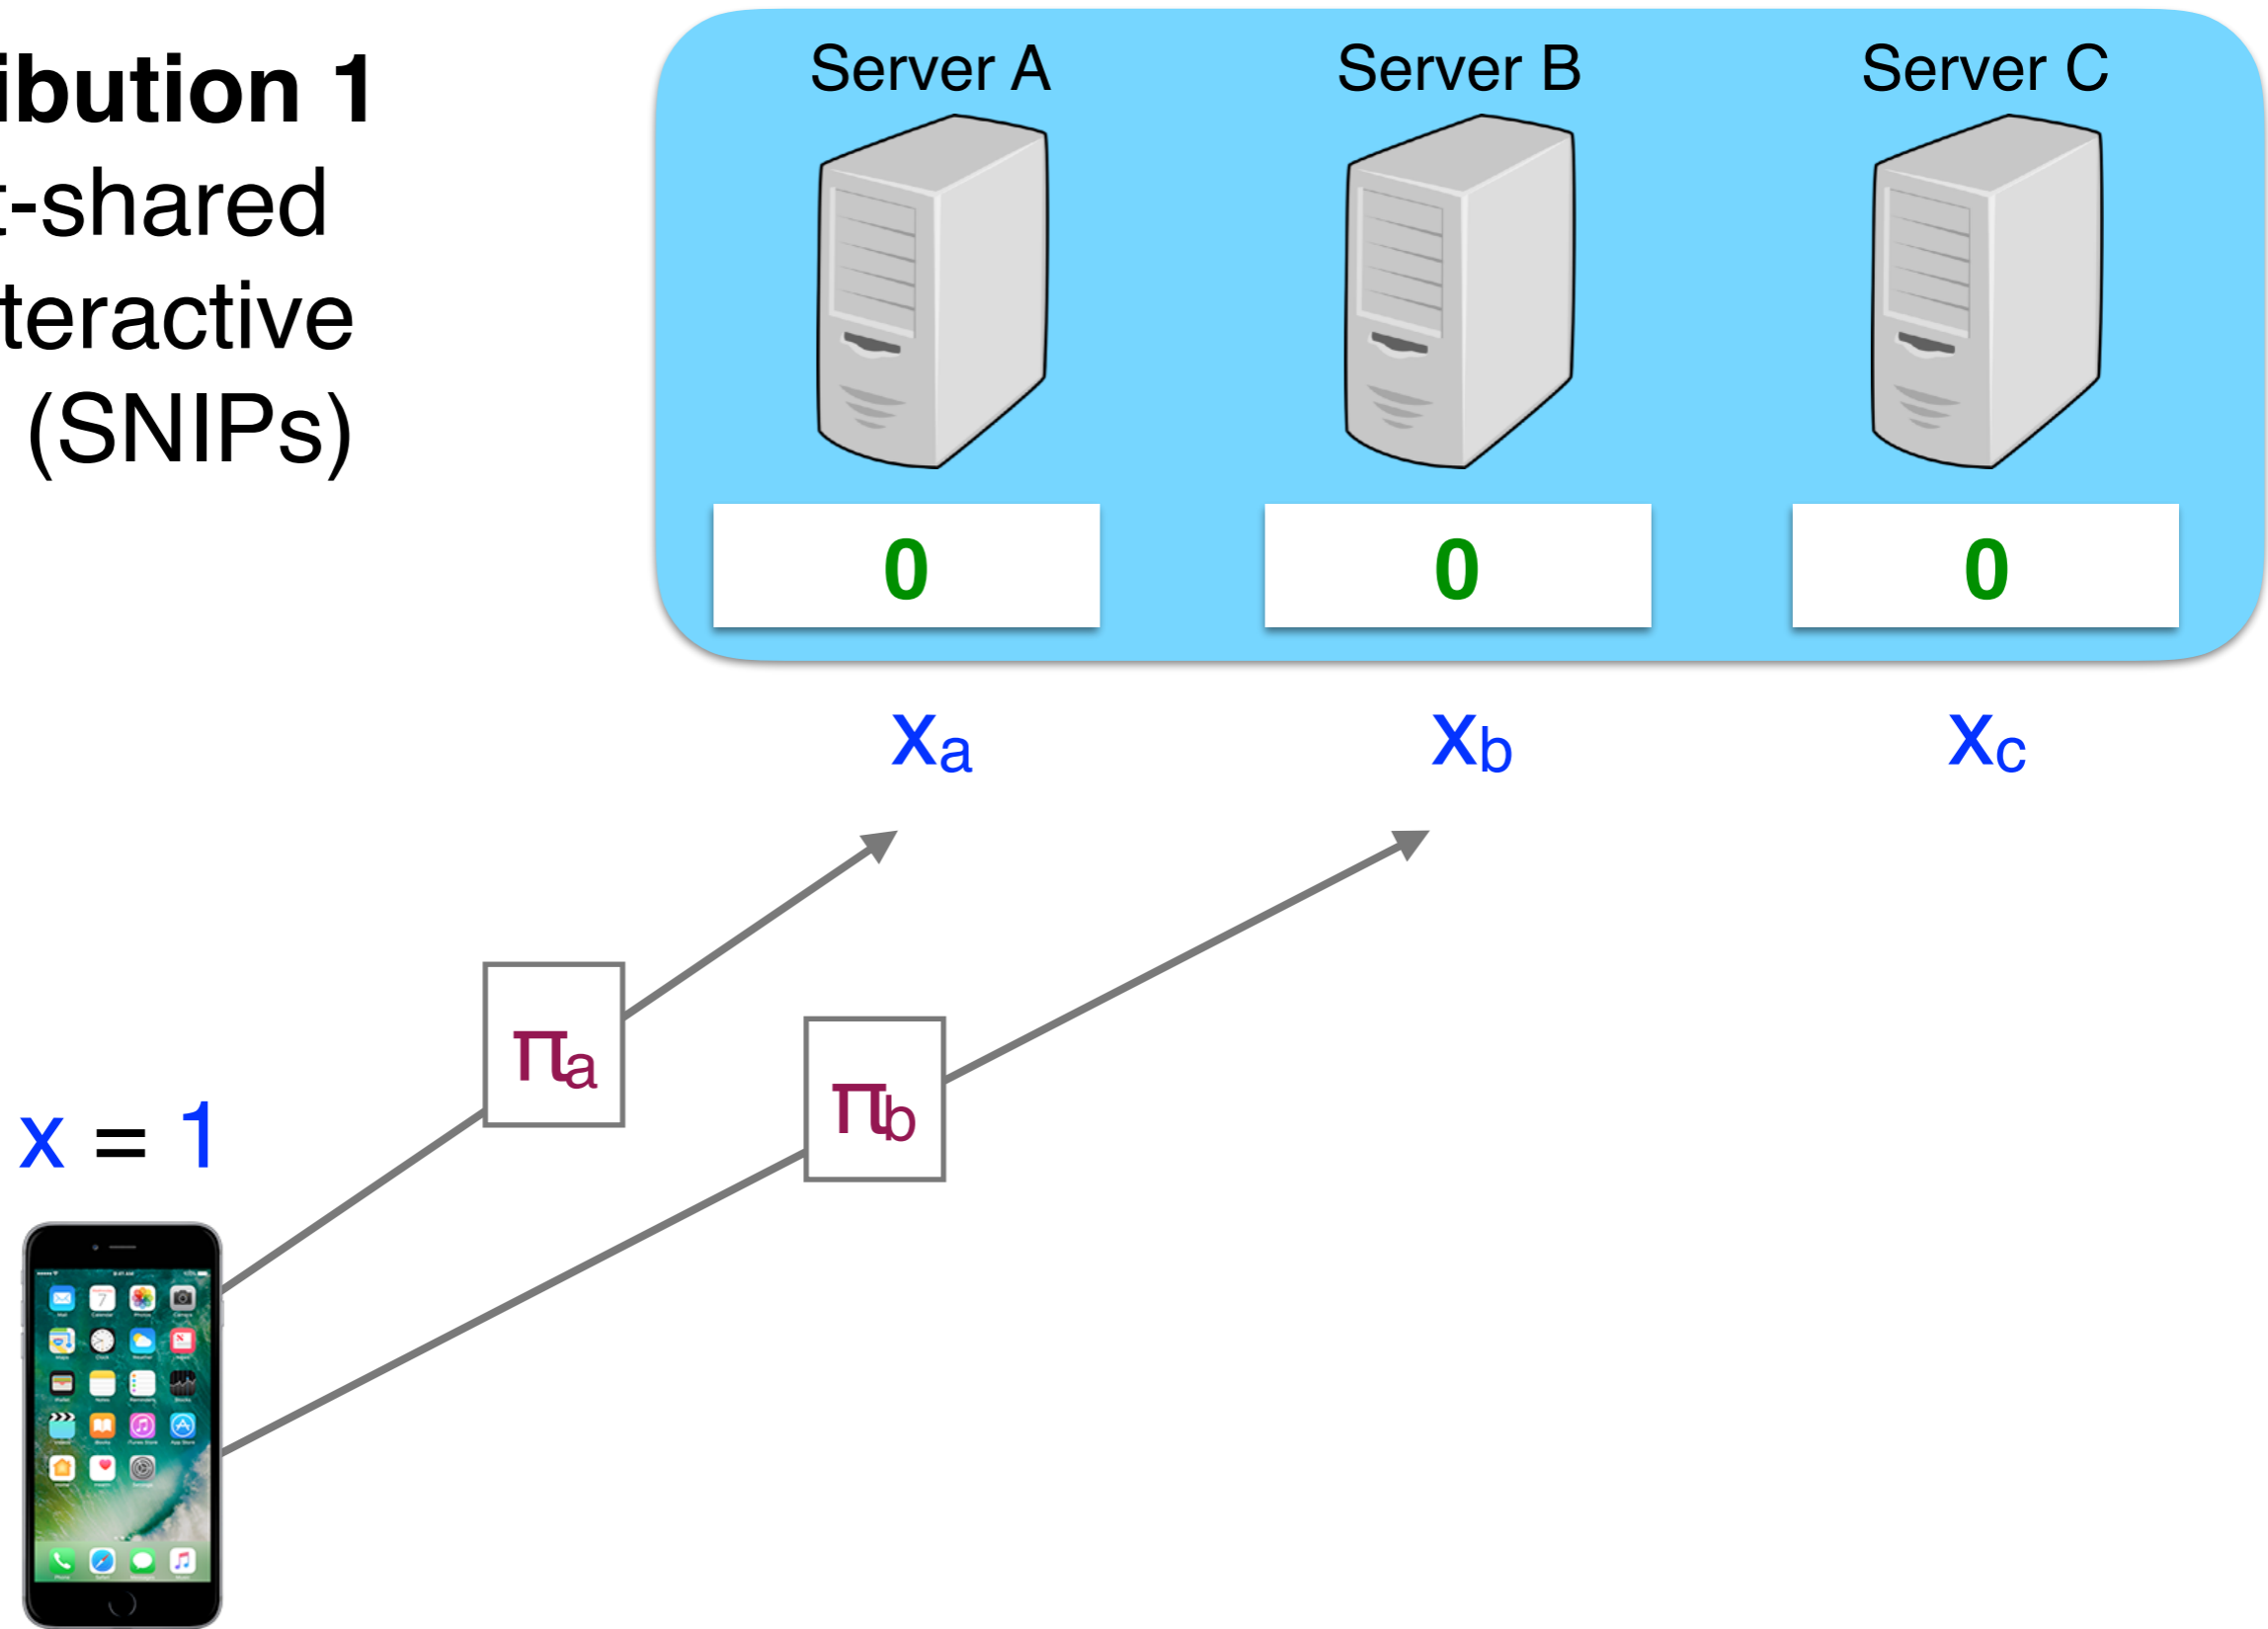 ibution 1
t-shared
teractive
(SNIPs)
Server A
Server B
Server C
0
0
0
xa
xb
xc
πa
πb
x = 1